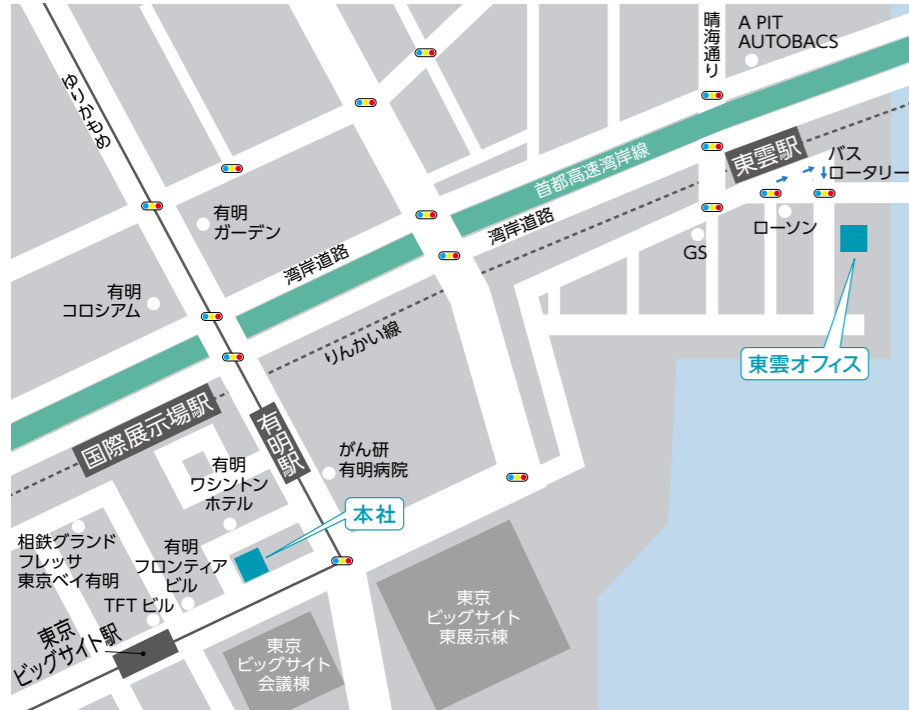 晴海通り
A PIT
AUTOBACS
ゆりかもめ
首都高速湾岸線
東雲駅
バス
ロータリー
有明
ガーデン
湾岸道路
湾岸道路
GS
ローソン
有明
コロシアム
りんかい線
東雲オフィス
国際展示場駅
有明駅
がん研
有明病院
有明
ワシントン
ホテル
本社
相鉄グランド
フレッサ
東京ベイ有明
有明
フロンティア
ビル
TFT ビル
東京
ビッグサイト駅
東京
ビッグサイト
会議棟
東京
ビッグサイト
東展示棟